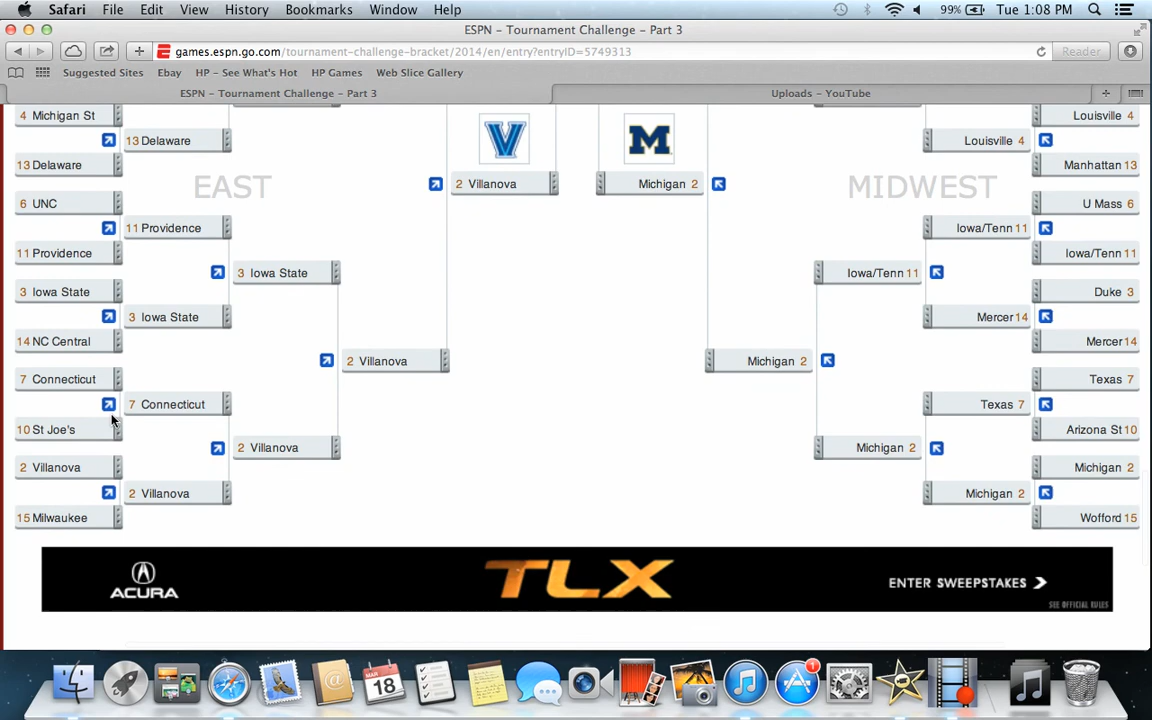 Safari File Edit View History Bookmarks Window Help 99% Tue 1:08 PM
ESPN – Tournament Challenge – Part 3
games.espn.go.com/tournament-challenge-bracket/2014/en/entry?entryID=5749313 Reader
Suggested Sites Ebay HP – See What's Hot HP Games Web Slice Gallery
ESPN – Tournament Challenge – Part 3 Uploads – YouTube
4 Michigan St
13 Delaware
13 Delaware
6 UNC
11 Providence
11 Providence
3 Iowa State
3 Iowa State
3 Iowa State
14 NC Central
7 Connecticut
7 Connecticut
10 St Joe's
2 Villanova
2 Villanova
2 Villanova
15 Milwaukee
EAST
2 Villanova
V
2 Villanova
M
Michigan 2
MIDWEST
Michigan 2
Louisville 4
Louisville 4
Manhattan 13
U Mass 6
Iowa/Tenn 11
Iowa/Tenn 11
Iowa/Tenn 11
Duke 3
Mercer 14
Mercer 14
Texas 7
Texas 7
Arizona St 10
Michigan 2
Michigan 2
Michigan 2
Wofford 15
ACURA TLX ENTER SWEEPSTAKES
SEE OFFICIAL RULES
MAR
18
1